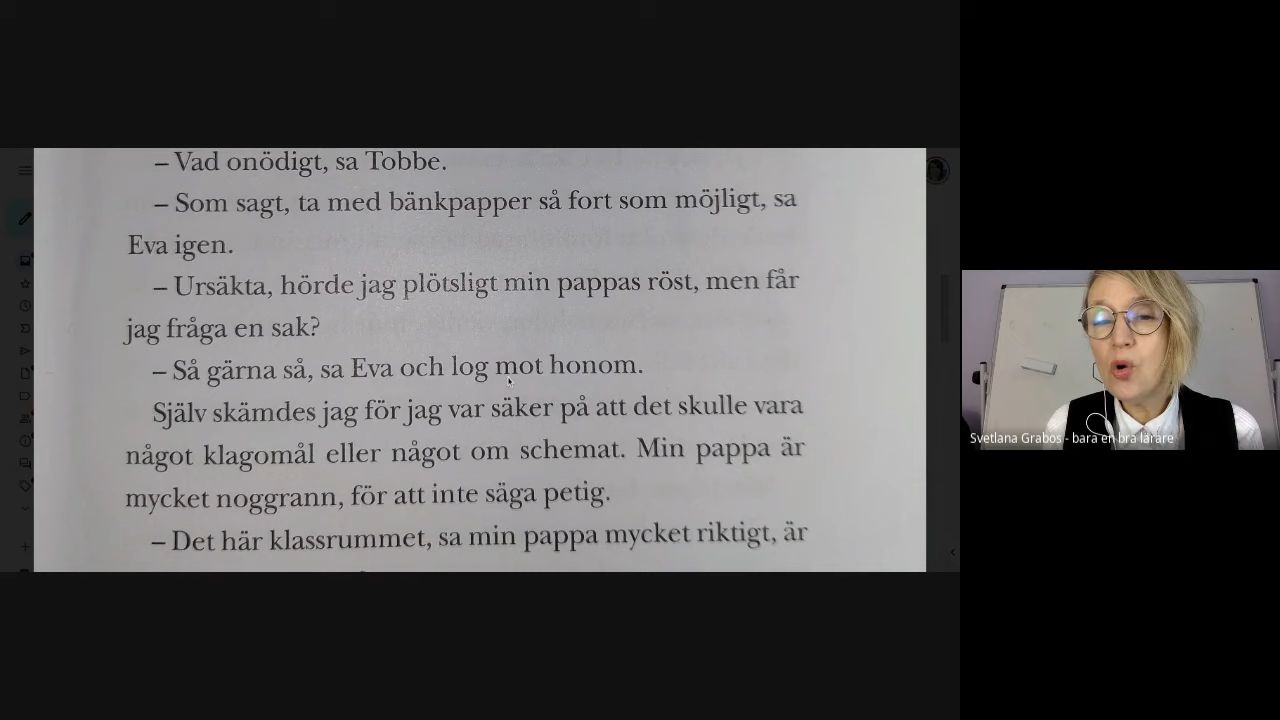 – Vad onödigt, sa Tobbe.
– Som sagt, ta med bänkpapper så fort som möjligt, sa
Eva igen.
– Ursäkta, hörde jag plötsligt min pappas röst, men får
jag fråga en sak?
– Så gärna så, sa Eva och log mot honom.
Själv skämdes jag för jag var säker på att det skulle vara
något klagomål eller något om schemat. Min pappa är
mycket noggrann, för att inte säga petig.
– Det här klassrummet, sa min pappa mycket riktigt, är
Svetlana Grabos - bara en bra lärare